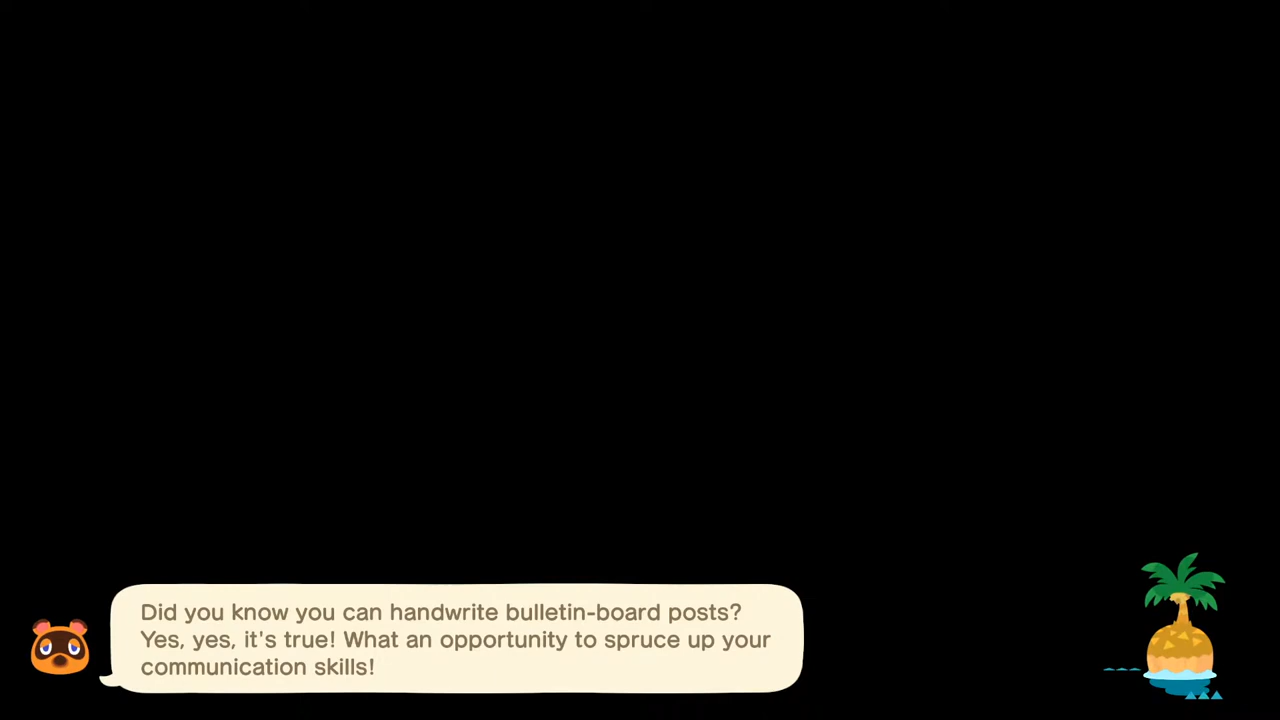 Did you know you can handwrite bulletin-board posts?
Yes, yes, it's true! What an opportunity to spruce up your
communication skills!